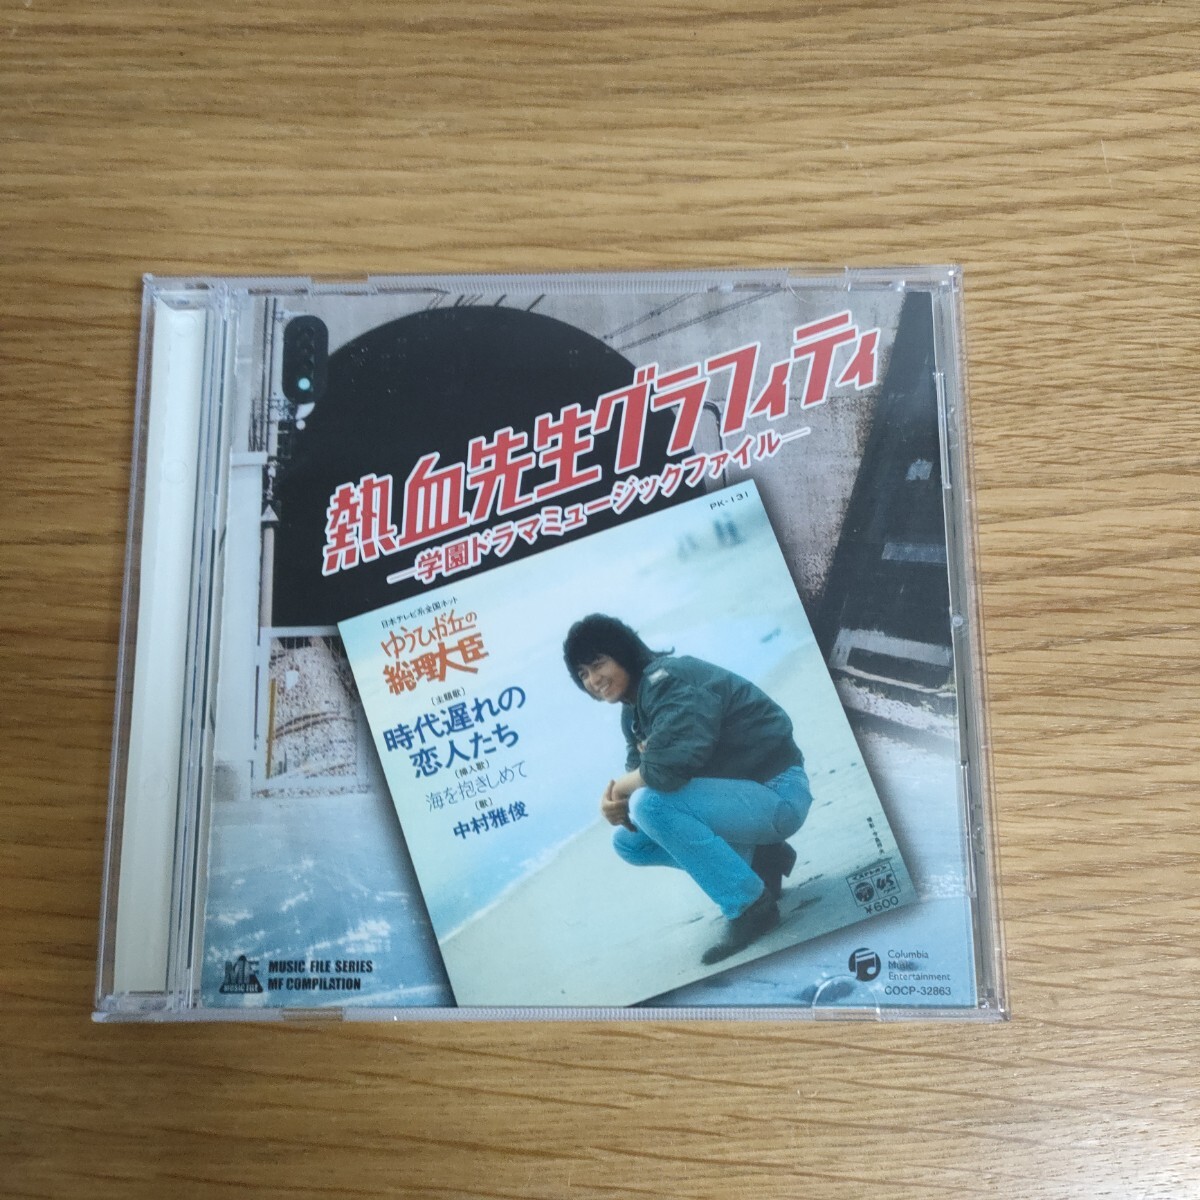 熱血先生グラフィティ
―学園ドラマミュージックファイル―
PK-131
日本テレビ系全国ネット
ゆうひが丘の
総理大臣
[主題歌]
時代遅れの
恋人たち
[挿入歌]
海を抱きしめて
[歌]
中村雅俊
45
¥600
MF
MUSIC FILE
MUSIC FILE SERIES
MF COMPILATION
Columbia
Music
Entertainment
COCP-32863